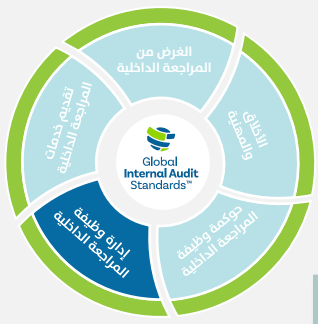 الغرض من
المراجعة الداخلية
الأخلاق
والمهنية
حوكمة وظيفة
المراجعة الداخلية
إدارة وظيفة
المراجعة الداخلية
تقديم خدمات
المراجعة الداخلية
Global
Internal Audit
Standards™